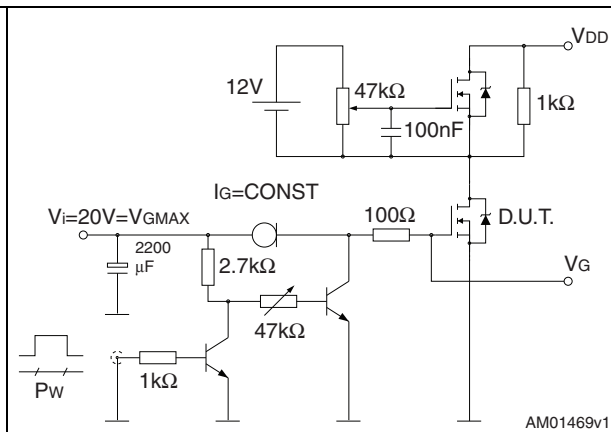 VDD
12V
47kΩ
1kΩ
100nF
IG=CONST
Vi=20V=VGMAX
100Ω
D.U.T.
2200
μF
2.7kΩ
VG
47kΩ
1kΩ
PW
AM01469v1